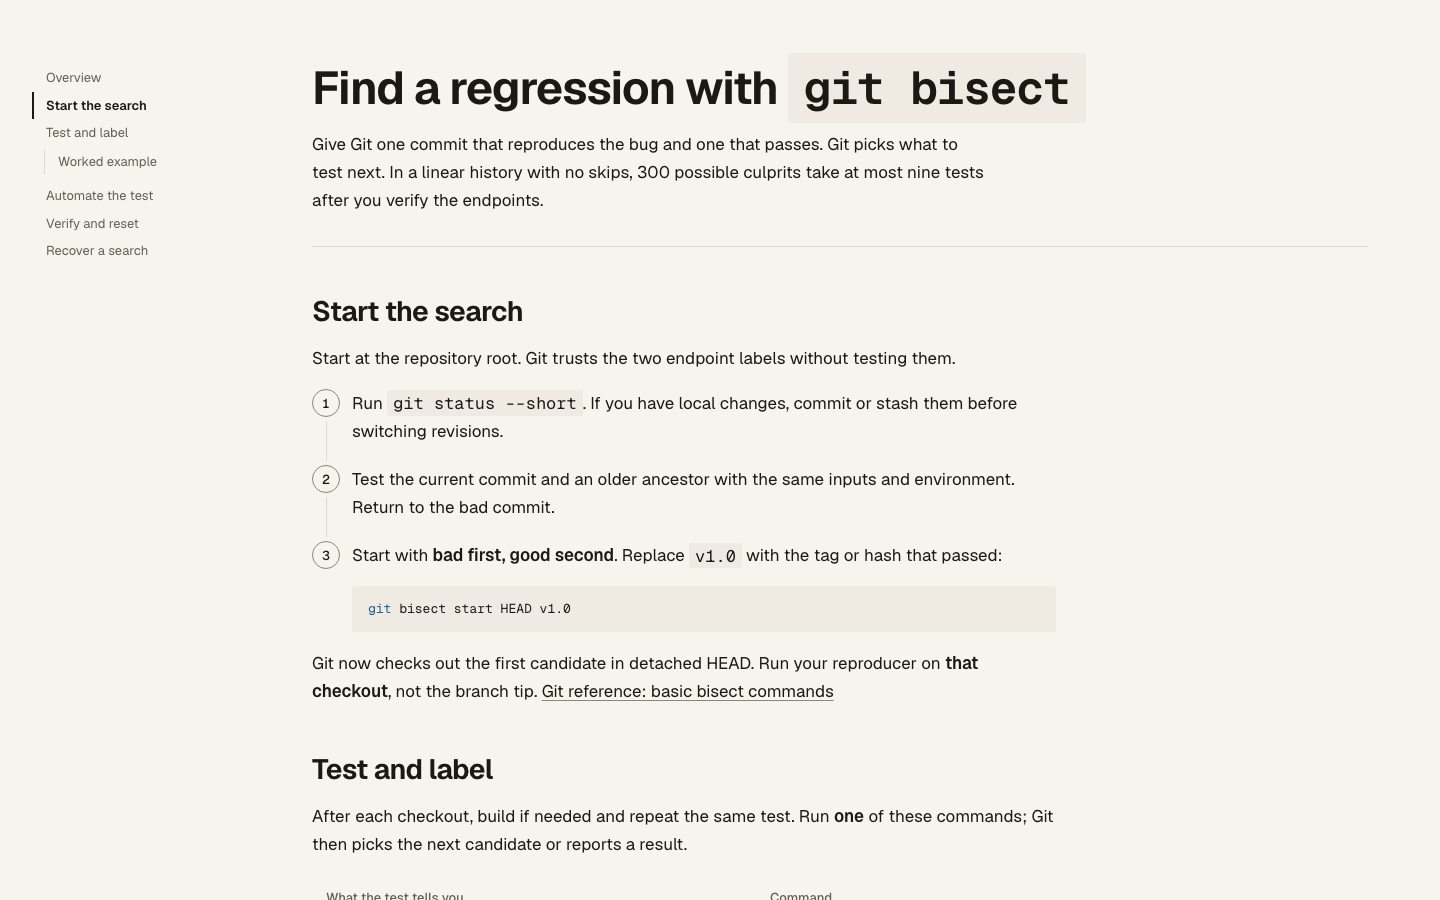 Overview
Start the search
Test and label
Worked example
Automate the test
Verify and reset
Recover a search
Find a regression with git bisect
Give Git one commit that reproduces the bug and one that passes. Git picks what to
test next. In a linear history with no skips, 300 possible culprits take at most nine tests
after you verify the endpoints.
Start the search
Start at the repository root. Git trusts the two endpoint labels without testing them.
1 Run git status --short. If you have local changes, commit or stash them before
switching revisions.
2 Test the current commit and an older ancestor with the same inputs and environment.
Return to the bad commit.
3 Start with bad first, good second. Replace v1.0 with the tag or hash that passed:
git bisect start HEAD v1.0
Git now checks out the first candidate in detached HEAD. Run your reproducer on that
checkout, not the branch tip. Git reference: basic bisect commands
Test and label
After each checkout, build if needed and repeat the same test. Run one of these commands; Git
then picks the next candidate or reports a result.
What the test tells you Command